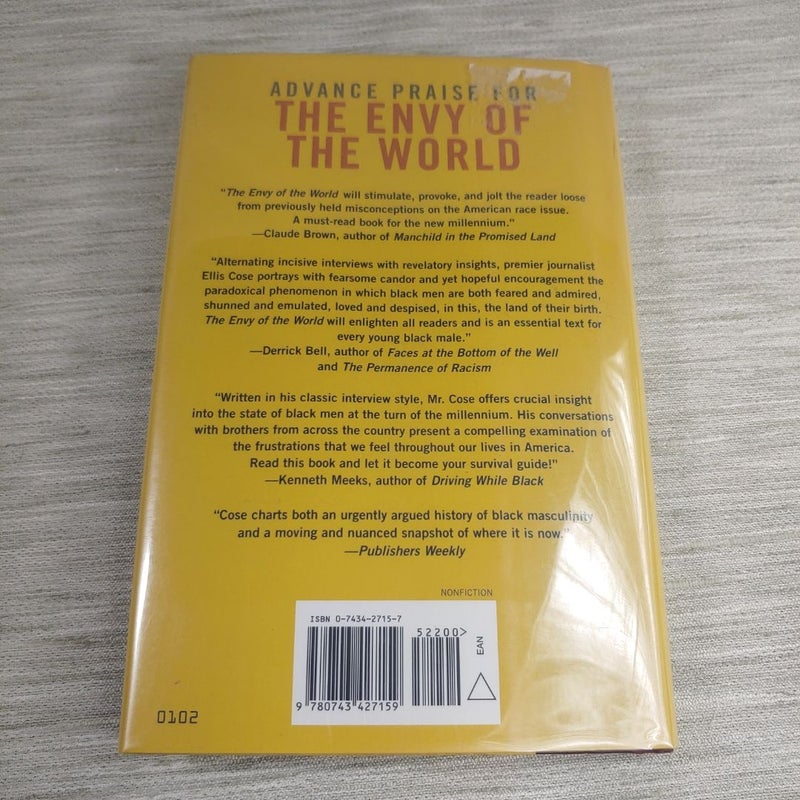 ADVANCE PRAISE FOR
THE ENVY OF
THE WORLD
“The Envy of the World will stimulate, provoke, and jolt the reader loose
from previously held misconceptions on the American race issue.
A must-read book for the new millennium.”
—Claude Brown, author of Manchild in the Promised Land
“Alternating incisive interviews with revelatory insights, premier journalist
Ellis Cose portrays with fearsome candor and yet hopeful encouragement the
paradoxical phenomenon in which black men are both feared and admired,
shunned and emulated, loved and despised, in this, the land of their birth.
The Envy of the World will enlighten all readers and is an essential text for
every young black male.”
—Derrick Bell, author of Faces at the Bottom of the Well
and The Permanence of Racism
“Written in his classic interview style, Mr. Cose offers crucial insight
into the state of black men at the turn of the millennium. His conversations
with brothers from across the country present a compelling examination of
the frustrations that we feel throughout our lives in America.
Read this book and let it become your survival guide!”
—Kenneth Meeks, author of Driving While Black
“Cose charts both an urgently argued history of black masculinity
and a moving and nuanced snapshot of where it is now.”
—Publishers Weekly
NONFICTION
ISBN 0-7434-2715-7
52200>
EAN
9 780743 427159
0102